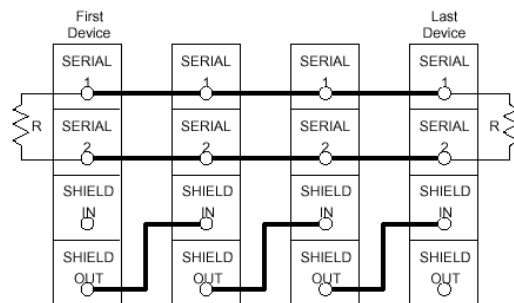 First
Device
Last
Device
SERIAL
1
SERIAL
1
SERIAL
1
SERIAL
1
R
R
SERIAL
2
SERIAL
2
SERIAL
2
SERIAL
2
SHIELD
IN
SHIELD
IN
SHIELD
IN
SHIELD
IN
SHIELD
OUT
SHIELD
OUT
SHIELD
OUT
SHIELD
OUT